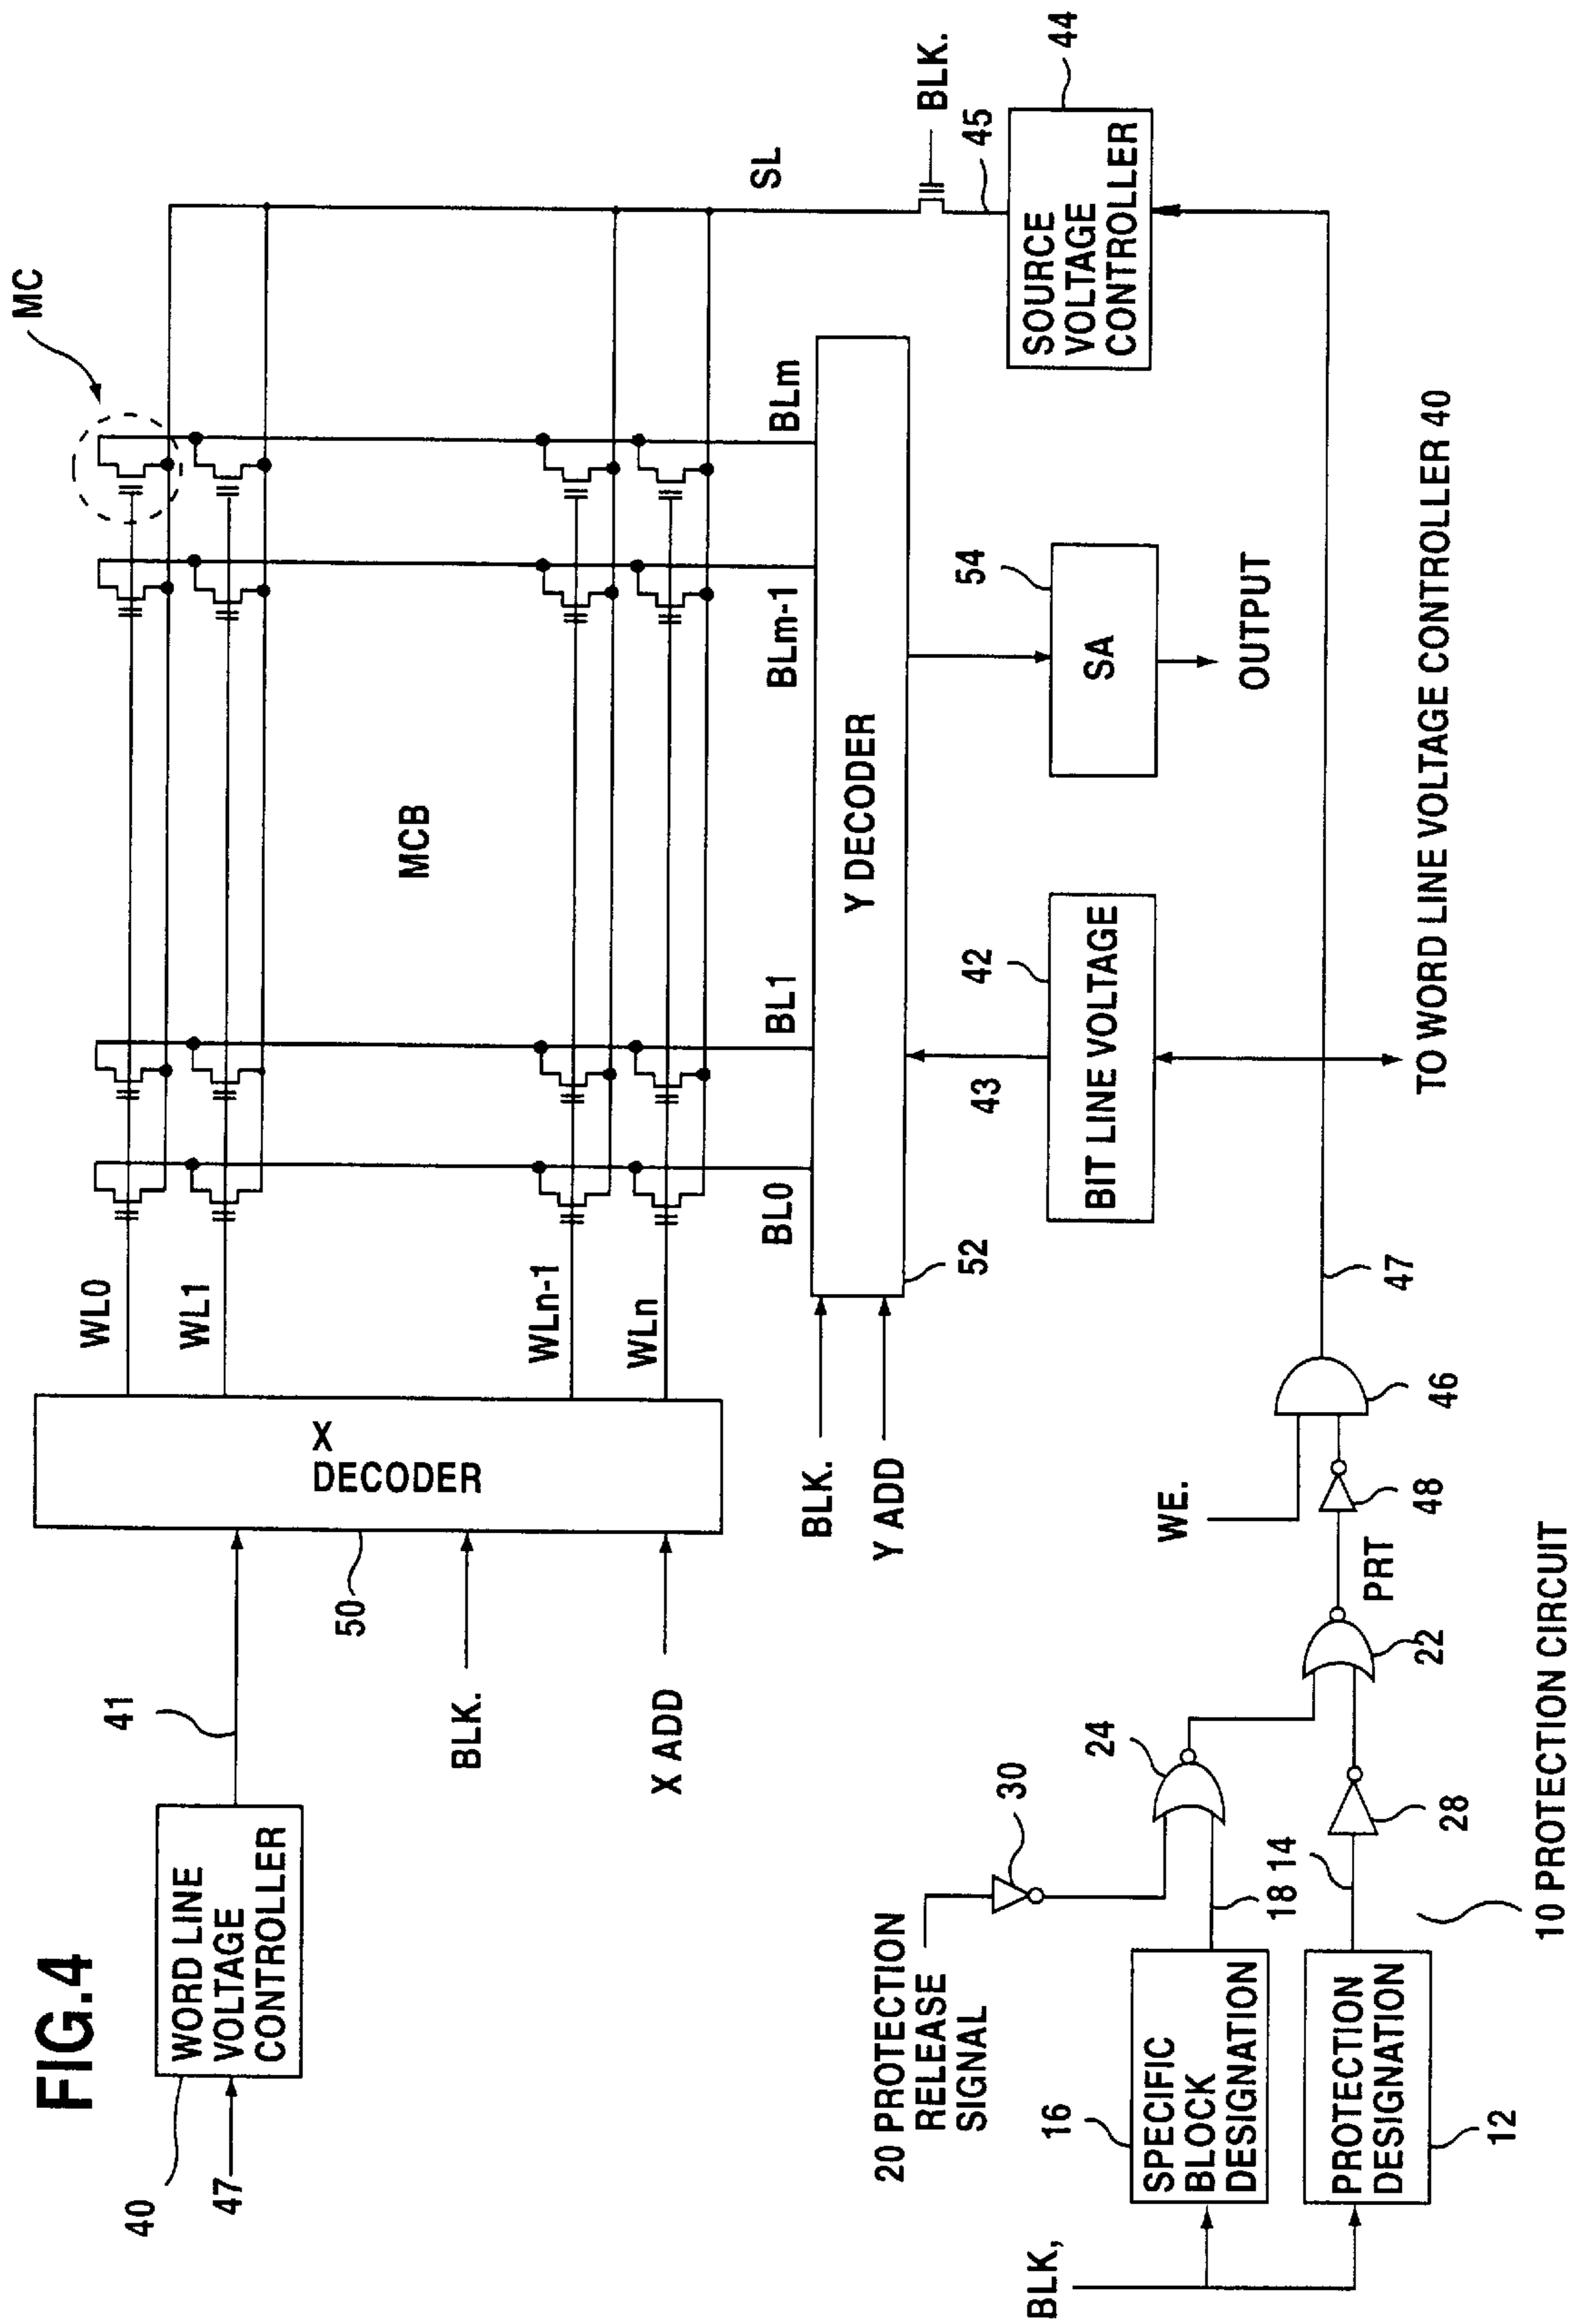 FIG.4
40
47
WORD LINE
VOLTAGE
CONTROLLER
41
50
BLK.
X ADD
X
DECODER
WL0
WL1
WLn-1
WLn
MC
MCB
BL0
BL1
BLm-1
BLm
SL
BLK.
45
44
SOURCE
VOLTAGE
CONTROLLER
BLK.
Y ADD
52
Y DECODER
43
42
BIT LINE VOLTAGE
54
SA
OUTPUT
TO WORD LINE VOLTAGE CONTROLLER 40
47
46
WE.
48
PRT
22
24
30
28
20 PROTECTION
RELEASE
SIGNAL
18
14
16
SPECIFIC
BLOCK
DESIGNATION
PROTECTION
DESIGNATION
12
BLK,
10 PROTECTION CIRCUIT